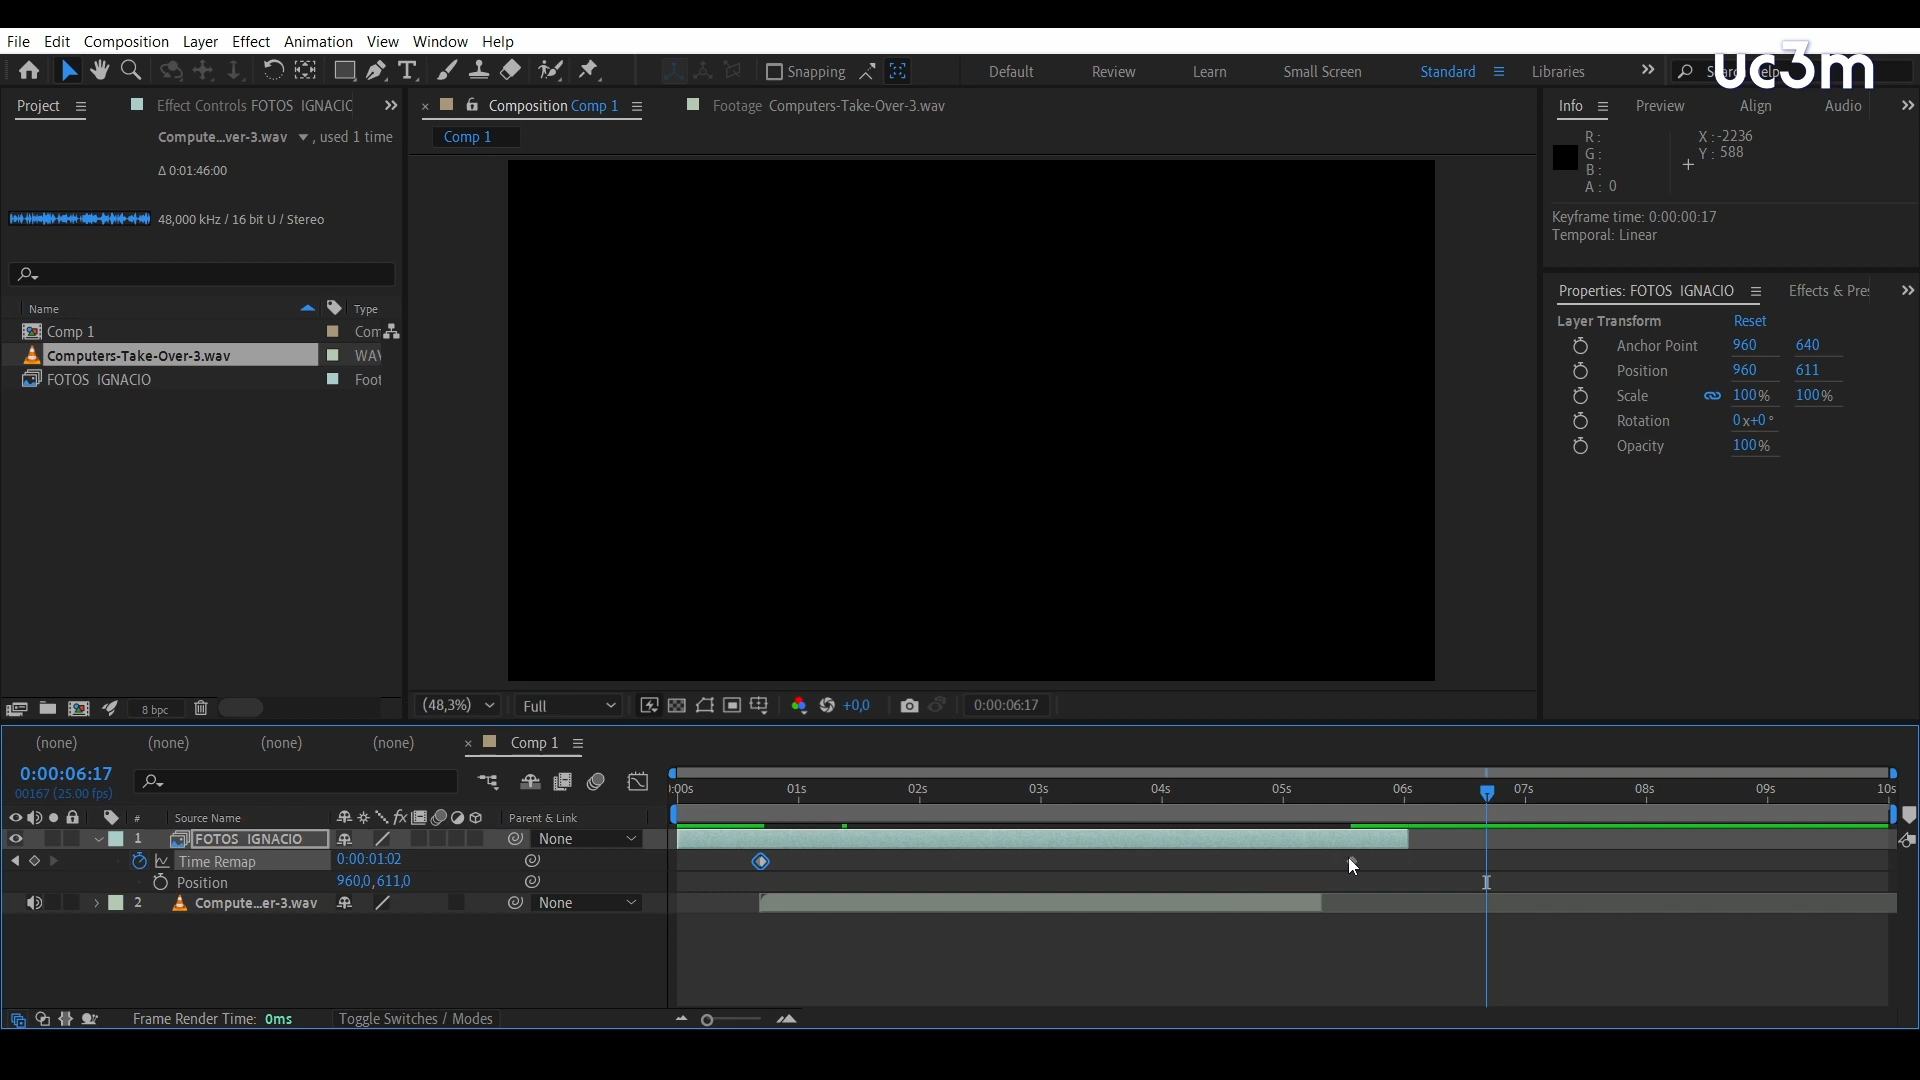 File Edit Composition Layer Effect Animation View Window Help
Snapping Default Review Learn Small Screen Standard Libraries
uc3m
Project Effect Controls FOTOS IGNACIO
Composition Comp 1 Footage Computers-Take-Over-3.wav
Info Preview Align Audio
Compute...ver-3.wav , used 1 time
Comp 1
Δ 0:01:46:00
48,000 kHz / 16 bit U / Stereo
R :
G :
B :
A : 0
X : -2236
Y : 588
Keyframe time: 0:00:00:17
Temporal: Linear
Name Type
Comp 1 Com
Computers-Take-Over-3.wav WAV
FOTOS IGNACIO Foot
Properties: FOTOS IGNACIO Effects & Pre
Layer Transform Reset
Anchor Point 960 640
Position 960 611
Scale 100% 100%
Rotation 0x+0°
Opacity 100%
8 bpc
(48,3%) Full +0,0 0:00:06:17
(none) (none) (none) (none) Comp 1
0:00:06:17
00167 (25.00 fps)
:00s 01s 02s 03s 04s 05s 06s 07s 08s 09s 10s
# Source Name fx Parent & Link
1 FOTOS IGNACIO None
Time Remap 0:00:01:02
Position 960,0,611,0
2 Compute...er-3.wav None
Frame Render Time: 0ms Toggle Switches / Modes